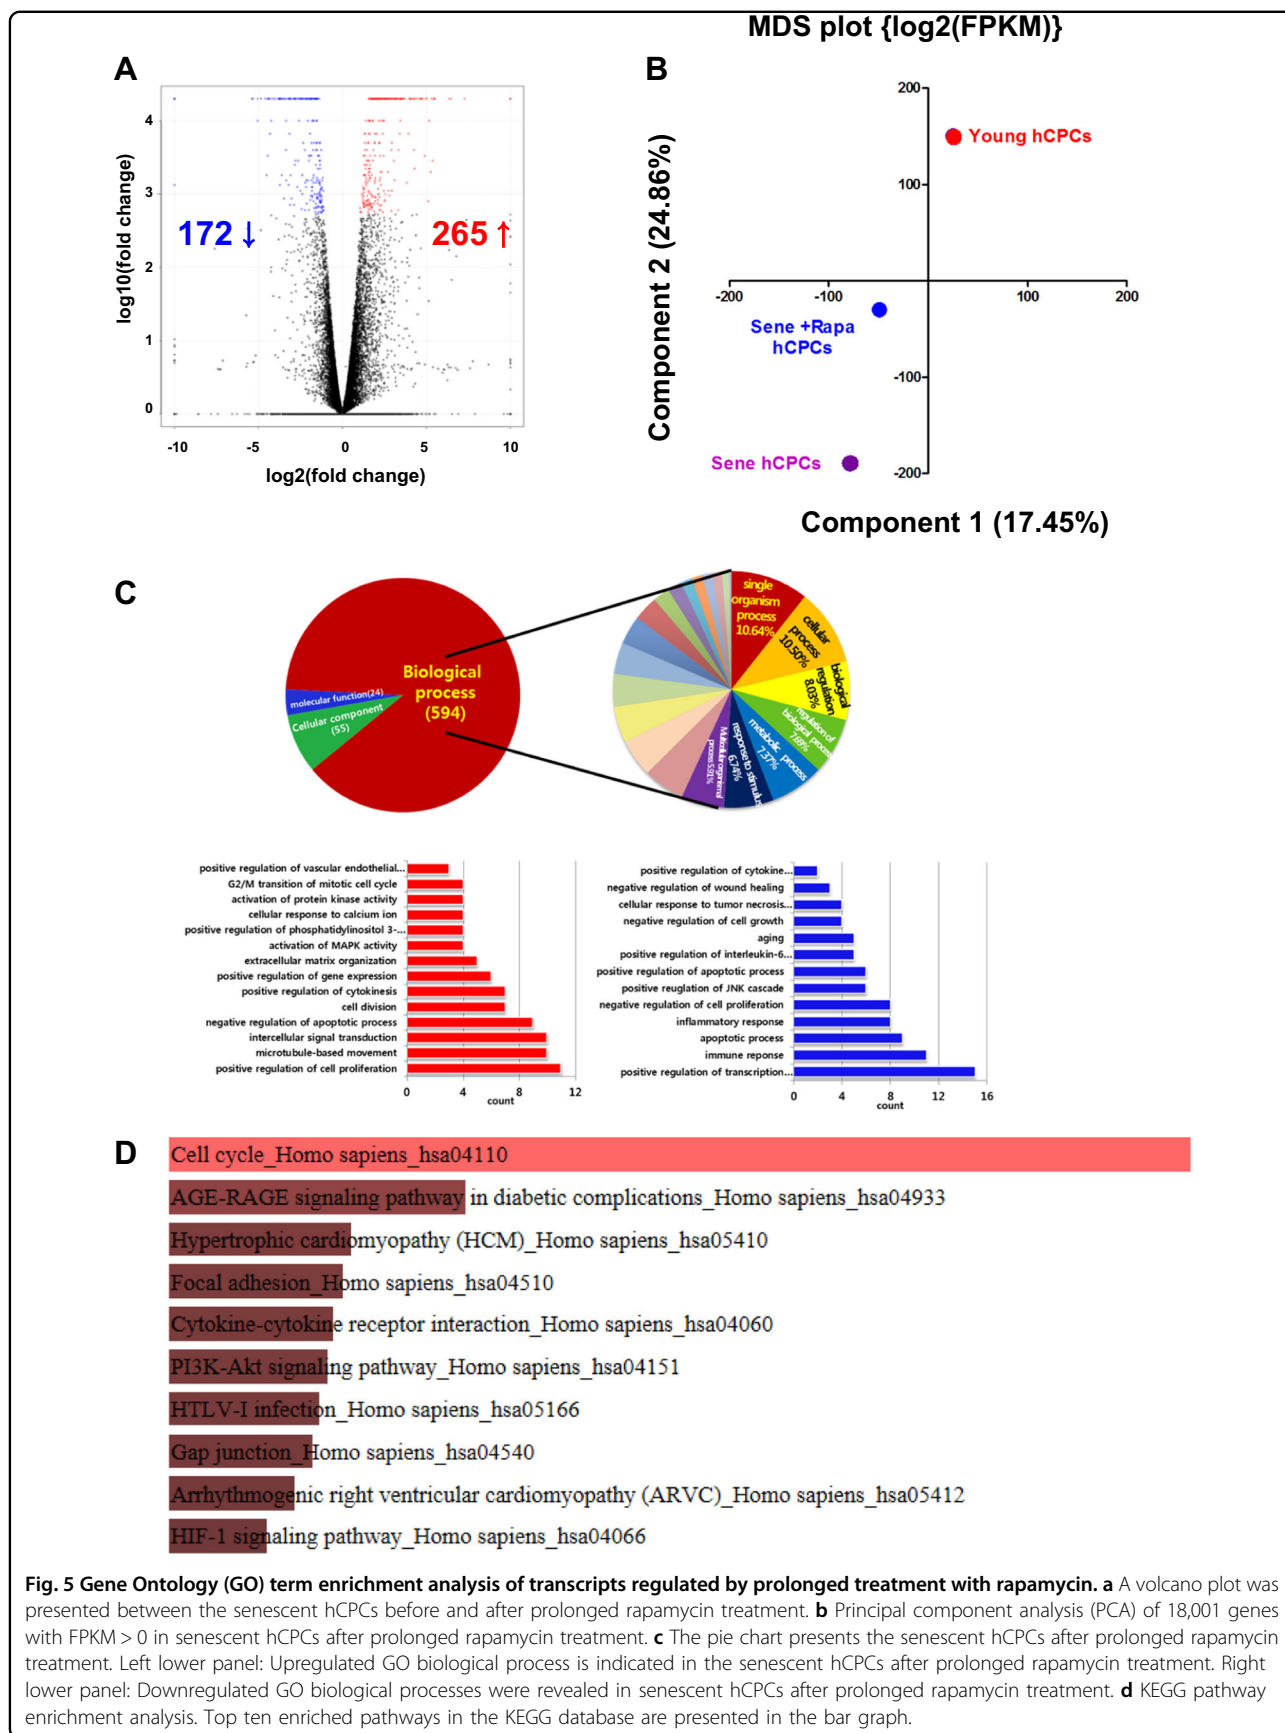 MDS plot {log2(FPKM)}
A
B
4
3
2
1
0
172 ↓
265 ↑
log10(fold change)
-10
-5
0
5
10
log2(fold change)
200
100
-100
-200
-200
-100
100
200
Young hCPCs
Sene +Rapa
hCPCs
Sene hCPCs
Component 2 (24.86%)
Component 1 (17.45%)
C
Biological
process
(594)
molecular function(24)
Cellular component
(55)
single
organism
process
10.64%
cellular
process
10.50%
biological
regulation
8.03%
regulation of
biological process
7.69%
metabolic process
7.37%
response to stimulus
6.74%
Multicellular organismal
process 5.91%
positive regulation of vascular endothelial...
G2/M transition of mitotic cell cycle
activation of protein kinase activity
cellular response to calcium ion
positive regulation of phosphatidylinositol 3-...
activation of MAPK activity
extracellular matrix organization
positive regulation of gene expression
positive regulation of cytokinesis
cell division
negative regulation of apoptotic process
intercellular signal transduction
microtubule-based movement
positive regulation of cell proliferation
0
4
8
12
count
positive regulation of cytokine...
negative regulation of wound healing
cellular response to tumor necrosis...
negative regulation of cell growth
aging
positive regulation of interleukin-6...
positive regulation of apoptotic process
positive reuglation of JNK cascade
negative regulation of cell proliferation
inflammatory response
apoptotic process
immune reponse
positive regulation of transcription...
0
4
8
12
16
count
D
Cell cycle_Homo sapiens_hsa04110
AGE-RAGE signaling pathway in diabetic complications_Homo sapiens_hsa04933
Hypertrophic cardiomyopathy (HCM)_Homo sapiens_hsa05410
Focal adhesion_Homo sapiens_hsa04510
Cytokine-cytokine receptor interaction_Homo sapiens_hsa04060
PI3K-Akt signaling pathway_Homo sapiens_hsa04151
HTLV-I infection_Homo sapiens_hsa05166
Gap junction_Homo sapiens_hsa04540
Arrhythmogenic right ventricular cardiomyopathy (ARVC)_Homo sapiens_hsa05412
HIF-1 signaling pathway_Homo sapiens_hsa04066
Fig. 5 Gene Ontology (GO) term enrichment analysis of transcripts regulated by prolonged treatment with rapamycin. a A volcano plot was
presented between the senescent hCPCs before and after prolonged rapamycin treatment. b Principal component analysis (PCA) of 18,001 genes
with FPKM > 0 in senescent hCPCs after prolonged rapamycin treatment. c The pie chart presents the senescent hCPCs after prolonged rapamycin
treatment. Left lower panel: Upregulated GO biological process is indicated in the senescent hCPCs after prolonged rapamycin treatment. Right
lower panel: Downregulated GO biological processes were revealed in senescent hCPCs after prolonged rapamycin treatment. d KEGG pathway
enrichment analysis. Top ten enriched pathways in the KEGG database are presented in the bar graph.